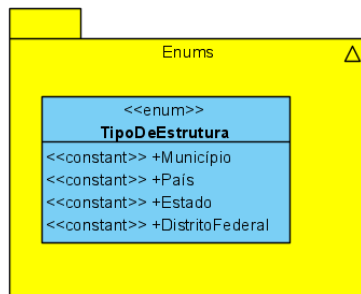 Enums
<<enum>>
TipoDeEstrutura
<<constant>> +Município
<<constant>> +País
<<constant>> +Estado
<<constant>> +DistritoFederal